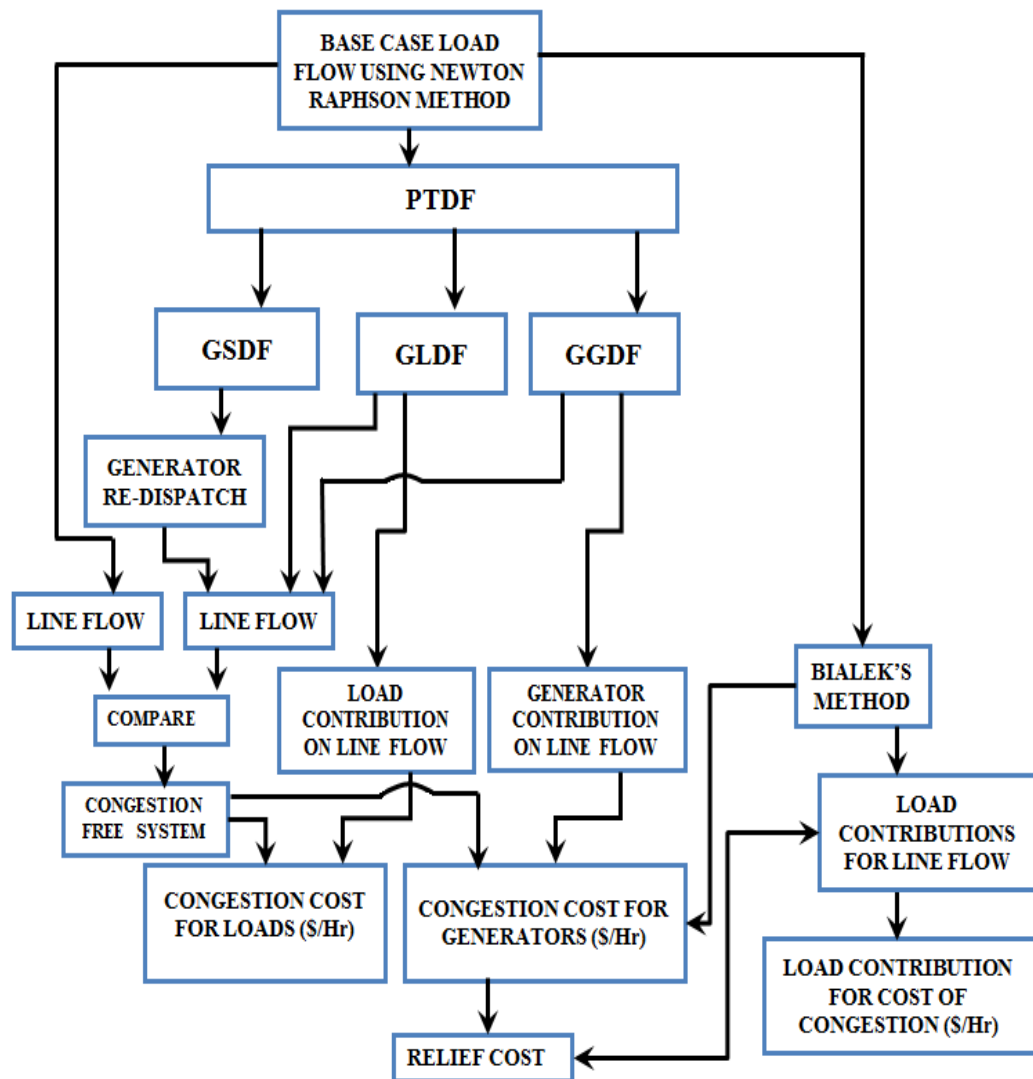 BASE CASE LOAD
FLOW USING NEWTON
RAPHSON METHOD
PTDF
GSDF
GLDF
GGDF
GENERATOR
RE-DISPATCH
LINE FLOW
LINE FLOW
BIALEK'S
METHOD
LOAD
CONTRIBUTION
ON LINE FLOW
GENERATOR
CONTRIBUTION
ON LINE FLOW
COMPARE
CONGESTION
FREE SYSTEM
LOAD
CONTRIBUTIONS
FOR LINE FLOW
CONGESTION COST
FOR LOADS ($/Hr)
CONGESTION COST FOR
GENERATORS ($/Hr)
LOAD CONTRIBUTION
FOR COST OF
CONGESTION ($/Hr)
RELIEF COST